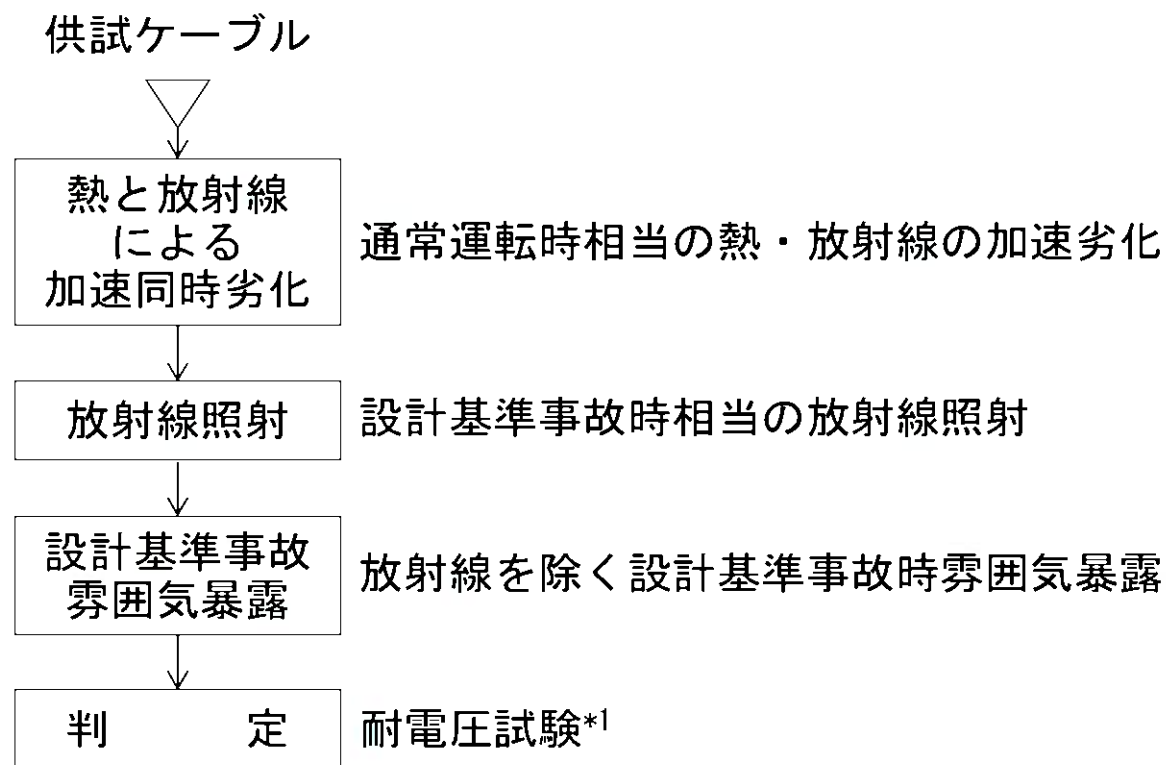 供試ケーブル
熱と放射線
による
加速同時劣化
通常運転時相当の熱・放射線の加速劣化
放射線照射
設計基準事故時相当の放射線照射
設計基準事故
雰囲気暴露
放射線を除く設計基準事故時雰囲気暴露
判 定
耐電圧試験*1